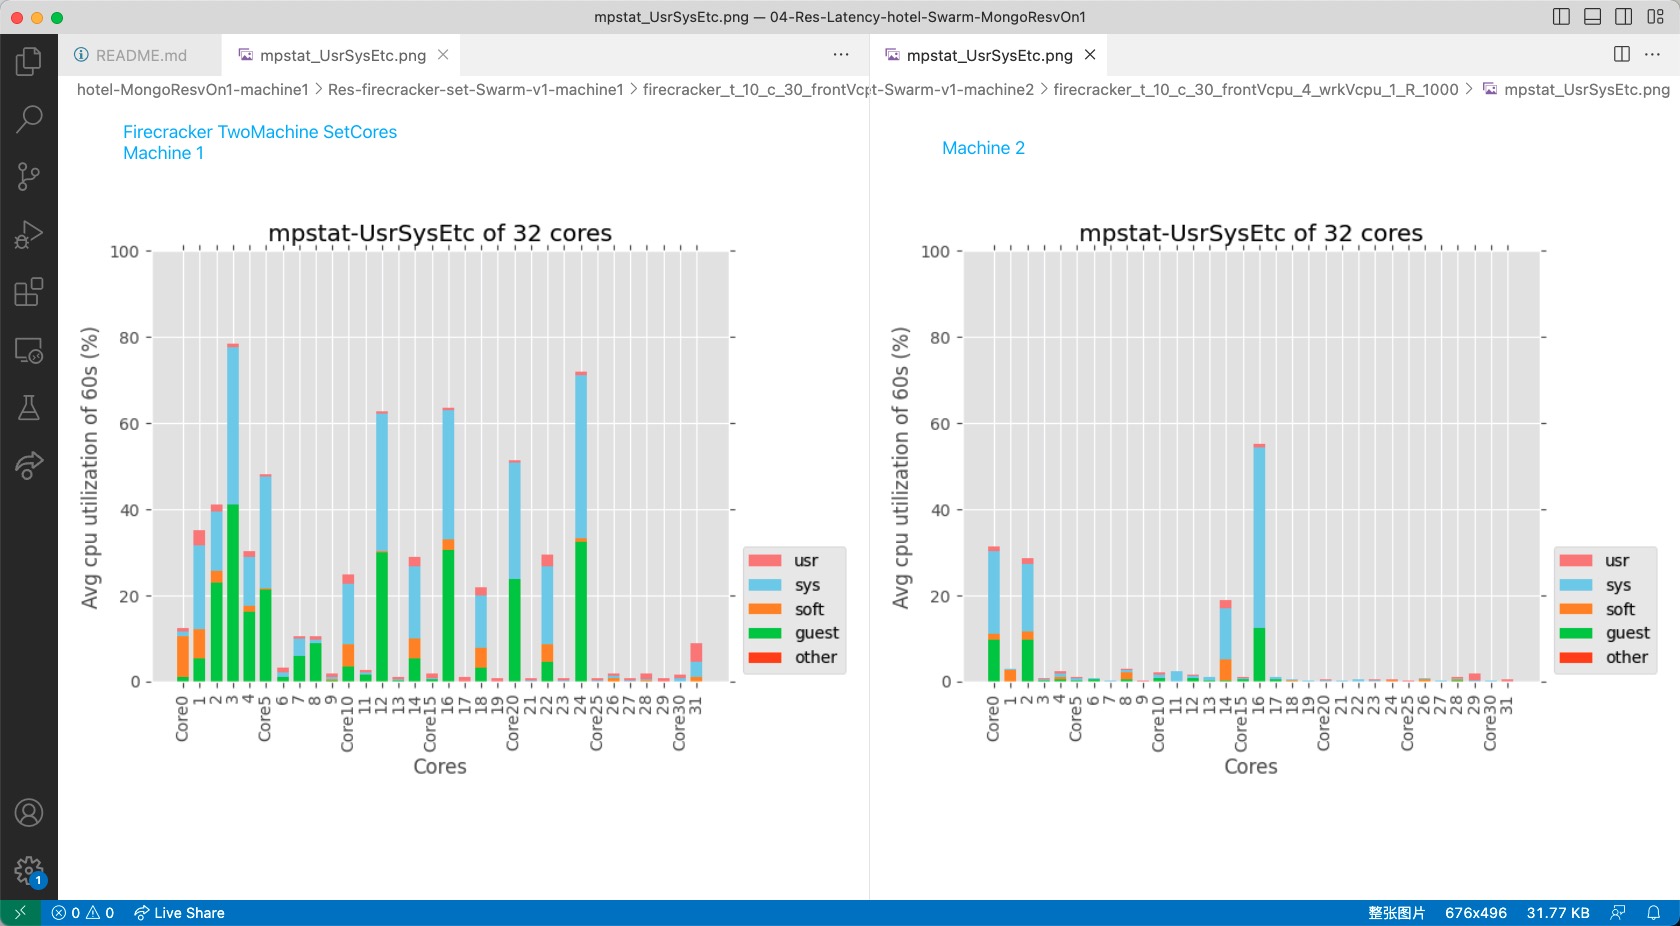 mpstat_UsrSysEtc.png — 04-Res-Latency-hotel-Swarm-MongoResvOn1
README.md
mpstat_UsrSysEtc.png
mpstat_UsrSysEtc.png
hotel-MongoResvOn1-machine1 > Res-firecracker-set-Swarm-v1-machine1 > firecracker_t_10_c_30_frontVcp
t-Swarm-v1-machine2 > firecracker_t_10_c_30_frontVcpu_4_wrkVcpu_1_R_1000 > mpstat_UsrSysEtc.png
Firecracker TwoMachine SetCores
Machine 1
mpstat-UsrSysEtc of 32 cores
Avg cpu utilization of 60s (%)
100
80
60
40
20
0
Core0 1 2 3 4 Core5 6 7 8 9 Core10 11 12 13 14 Core15 16 17 18 19 Core20 21 22 23 24 Core25 26 27 28 29 Core30 31
Cores
usr
sys
soft
guest
other
Machine 2
mpstat-UsrSysEtc of 32 cores
Avg cpu utilization of 60s (%)
100
80
60
40
20
0
Core0 1 2 3 4 Core5 6 7 8 9 Core10 11 12 13 14 Core15 16 17 18 19 Core20 21 22 23 24 Core25 26 27 28 29 Core30 31
Cores
usr
sys
soft
guest
other
1
0 0 Live Share
整张图片 676x496 31.77 KB